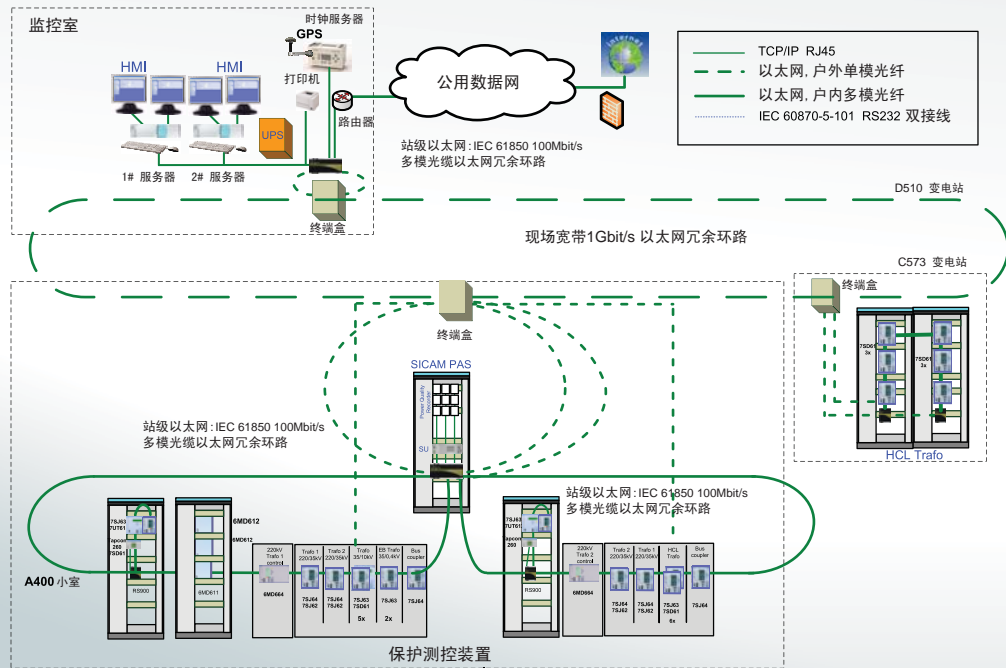 监控室
时钟服务器
GPS
HMI
HMI
打印机
路由器
UPS
1# 服务器
2# 服务器
终端盒
公用数据网
Internet
TCP/IP RJ45
以太网, 户外单模光纤
以太网, 户内多模光纤
IEC 60870-5-101 RS232 双接线
站级以太网: IEC 61850 100Mbit/s
多模光缆以太网冗余环路
D510 变电站
现场宽带1Gbit/s 以太网冗余环路
C573 变电站
终端盒
7SD61
3x
7SD61
3x
HCL Trafo
终端盒
SICAM PAS
Power Quality
Recorder
SU
站级以太网: IEC 61850 100Mbit/s
多模光缆以太网冗余环路
站级以太网: IEC 61850 100Mbit/s
多模光缆以太网冗余环路
A400 小室
7SJ63
7UT61
Tapcon
260
7SD61
RS900
6MD612
6MD612
6MD611
220kV
Trafo 1
control
6MD664
Trafo 1
220/35kV
7SJ64
7SJ62
Trafo 2
220/35kV
7SJ64
7SJ62
Trafo
35/10kV
7SJ63
7SD61
5x
EB Trafo
35/0.4kV
7SJ63
2x
Bus
coupler
7SJ64
7SJ63
7UT61
Tapcon
260
RS900
220kV
Trafo 2
control
6MD664
Trafo 2
220/35kV
7SJ64
7SJ62
Trafo 1
220/35kV
7SJ64
7SJ62
HCL
Trafo
7SJ63
7SD61
6x
Bus
coupler
7SJ64
保护测控装置